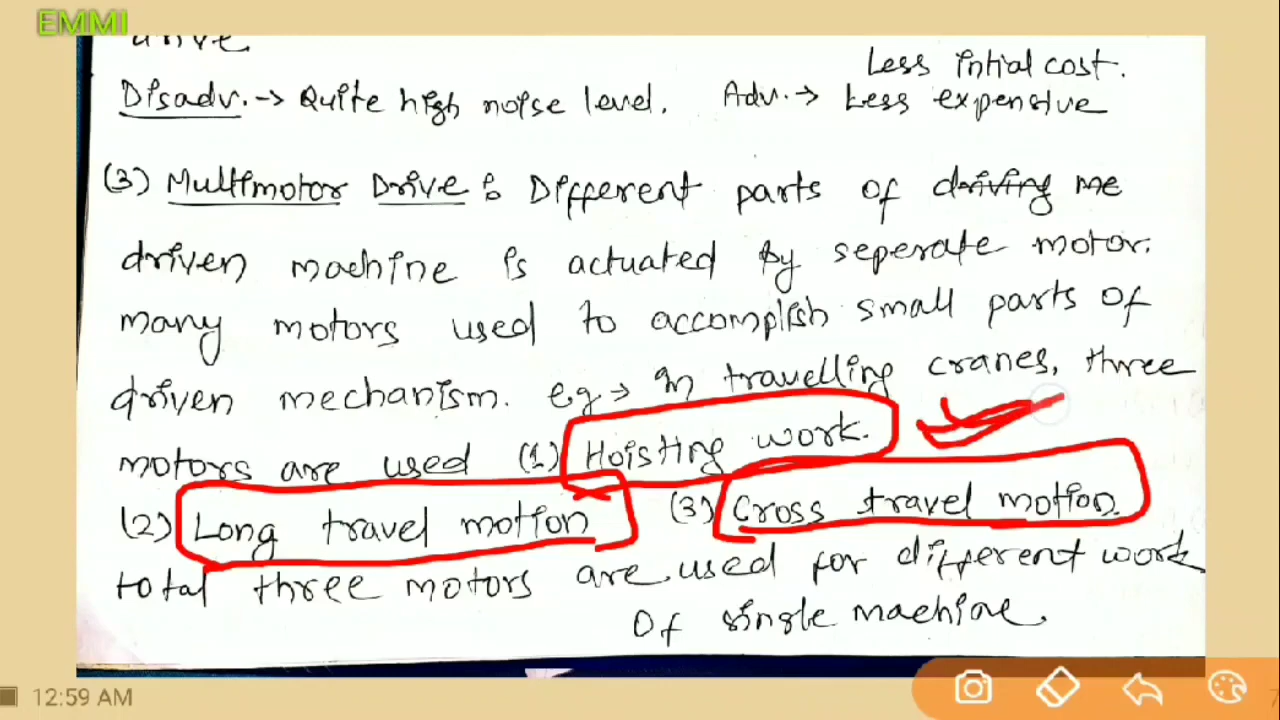 EMMI
drive.
Less intial cost.
Disadv. → Quite high noise level. Adv. → Less expensive
(3) Multimotor Drive : Different parts of driving me
driven machine is actuated by seperate motor.
many motors used to accomplish small parts of
driven mechanism. e.g → In travelling cranes, three
motors are used (1) Hoisting work.
(2) Long travel motion (3) Cross travel motion.
total three motors are used for different work
Of single machine.
12:59 AM